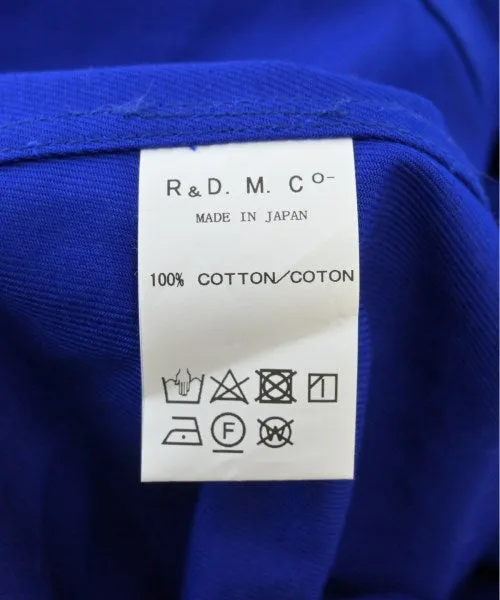 R & D. M. Co-
MADE IN JAPAN
100% COTTON/COTON
F
W